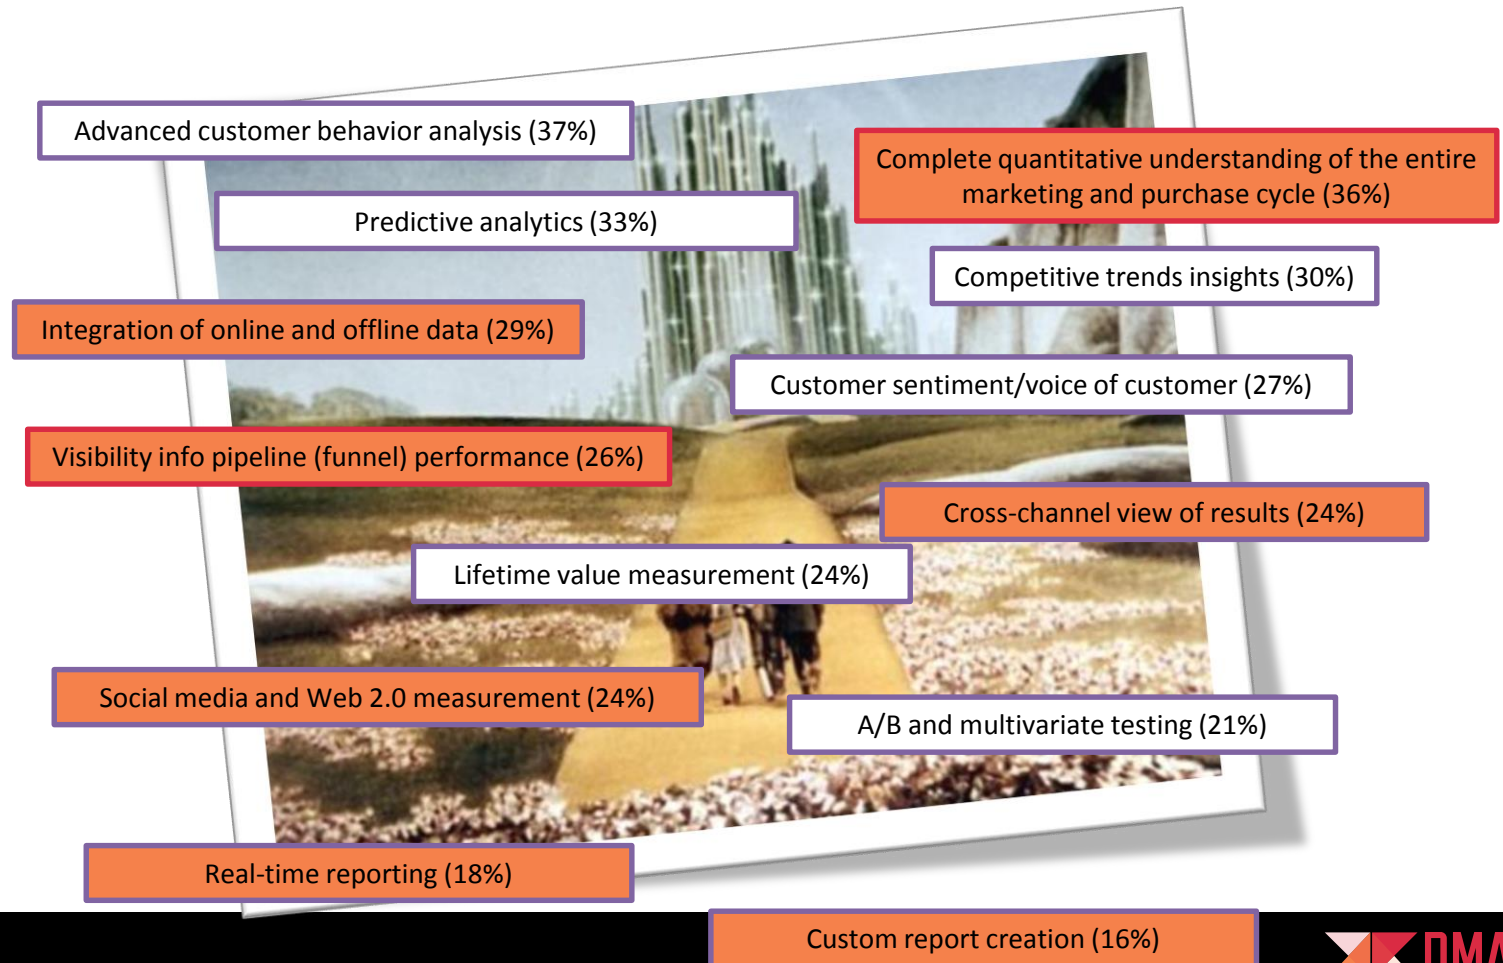 Advanced customer behavior analysis (37%)
Complete quantitative understanding of the entire
marketing and purchase cycle (36%)
Predictive analytics (33%)
Competitive trends insights (30%)
Integration of online and offline data (29%)
Customer sentiment/voice of customer (27%)
Visibility info pipeline (funnel) performance (26%)
Cross-channel view of results (24%)
Lifetime value measurement (24%)
Social media and Web 2.0 measurement (24%)
A/B and multivariate testing (21%)
Real-time reporting (18%)
Custom report creation (16%)
DMA